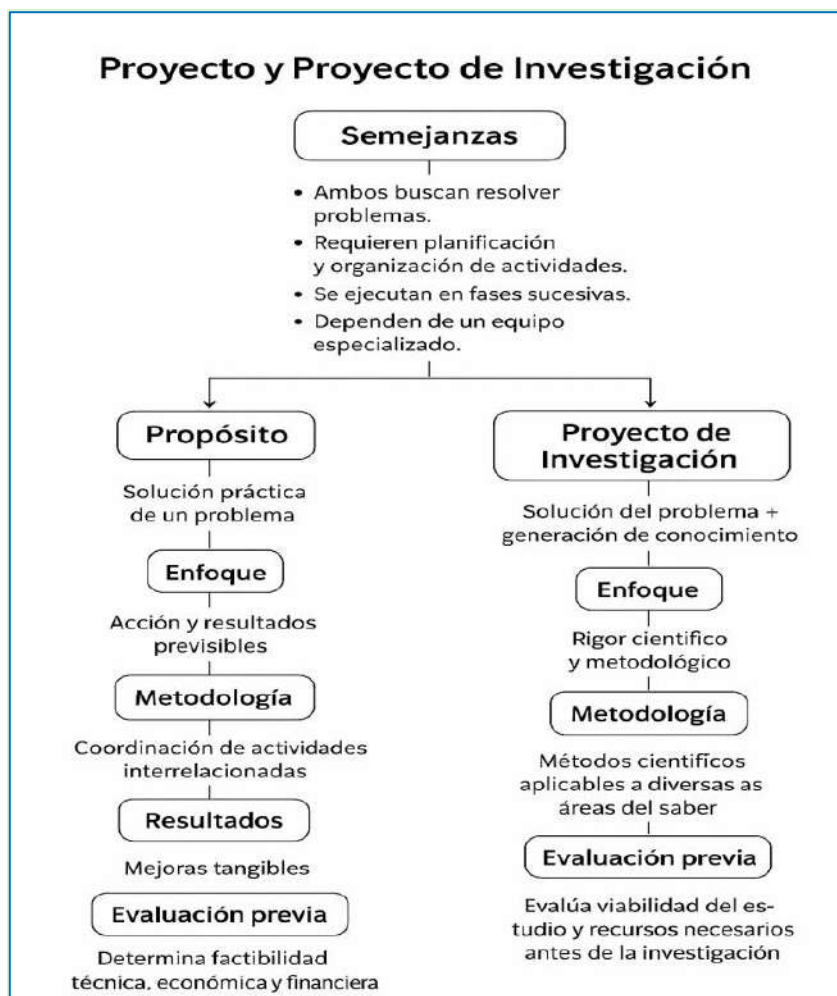 Proyecto y Proyecto de Investigación
Semejanzas
• Ambos buscan resolver
problemas.
• Requieren planificación
y organización de actividades.
• Se ejecutan en fases sucesivas.
• Dependen de un equipo
especializado.
Propósito
Solución práctica
de un problema
Enfoque
Acción y resultados
previsibles
Metodología
Coordinación de actividades
interrelacionadas
Resultados
Mejoras tangibles
Evaluación previa
Determina factibilidad
técnica, económica y financiera
Proyecto de
Investigación
Solución del problema +
generación de conocimiento
Enfoque
Rigor científico
y metodológico
Metodología
Métodos científicos
aplicables a diversas as
áreas del saber
Evaluación previa
Evalúa viabilidad del es-
tudio y recursos necesarios
antes de la investigación